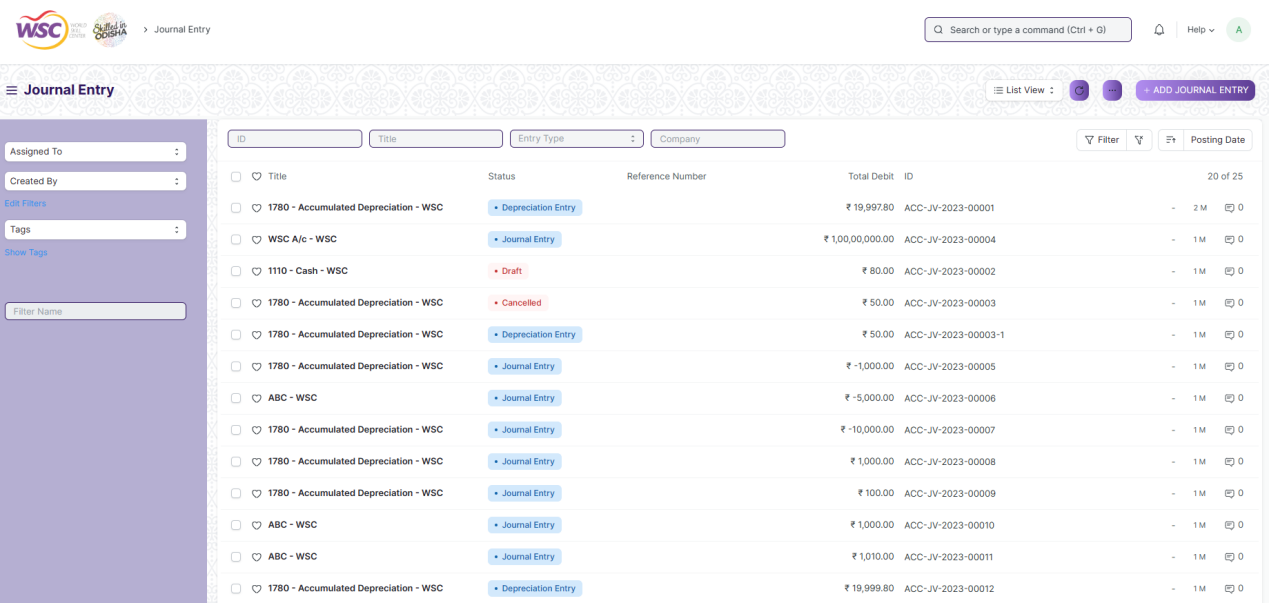 WSC WORLD SKILL CENTER Skilled in ODISHA > Journal Entry Search or type a command (Ctrl + G) Help A
Journal Entry List View ... + ADD JOURNAL ENTRY
Assigned To
Created By
Edit Filters
Tags
Show Tags
Filter Name
ID Title Entry Type Company Filter Posting Date
Title Status Reference Number Total Debit ID 20 of 25
1780 - Accumulated Depreciation - WSC • Depreciation Entry ₹ 19,997.80 ACC-JV-2023-00001 - 2 M 0
WSC A/c - WSC • Journal Entry ₹ 1,00,00,000.00 ACC-JV-2023-00004 - 1 M 0
1110 - Cash - WSC • Draft ₹ 80.00 ACC-JV-2023-00002 - 1 M 0
1780 - Accumulated Depreciation - WSC • Cancelled ₹ 50.00 ACC-JV-2023-00003 - 1 M 0
1780 - Accumulated Depreciation - WSC • Depreciation Entry ₹ 50.00 ACC-JV-2023-00003-1 - 1 M 0
1780 - Accumulated Depreciation - WSC • Journal Entry ₹ -1,000.00 ACC-JV-2023-00005 - 1 M 0
ABC - WSC • Journal Entry ₹ -5,000.00 ACC-JV-2023-00006 - 1 M 0
1780 - Accumulated Depreciation - WSC • Journal Entry ₹ -10,000.00 ACC-JV-2023-00007 - 1 M 0
1780 - Accumulated Depreciation - WSC • Journal Entry ₹ 1,000.00 ACC-JV-2023-00008 - 1 M 0
1780 - Accumulated Depreciation - WSC • Journal Entry ₹ 100.00 ACC-JV-2023-00009 - 1 M 0
ABC - WSC • Journal Entry ₹ 1,000.00 ACC-JV-2023-00010 - 1 M 0
ABC - WSC • Journal Entry ₹ 1,010.00 ACC-JV-2023-00011 - 1 M 0
1780 - Accumulated Depreciation - WSC • Depreciation Entry ₹ 19,999.80 ACC-JV-2023-00012 - 1 M 0